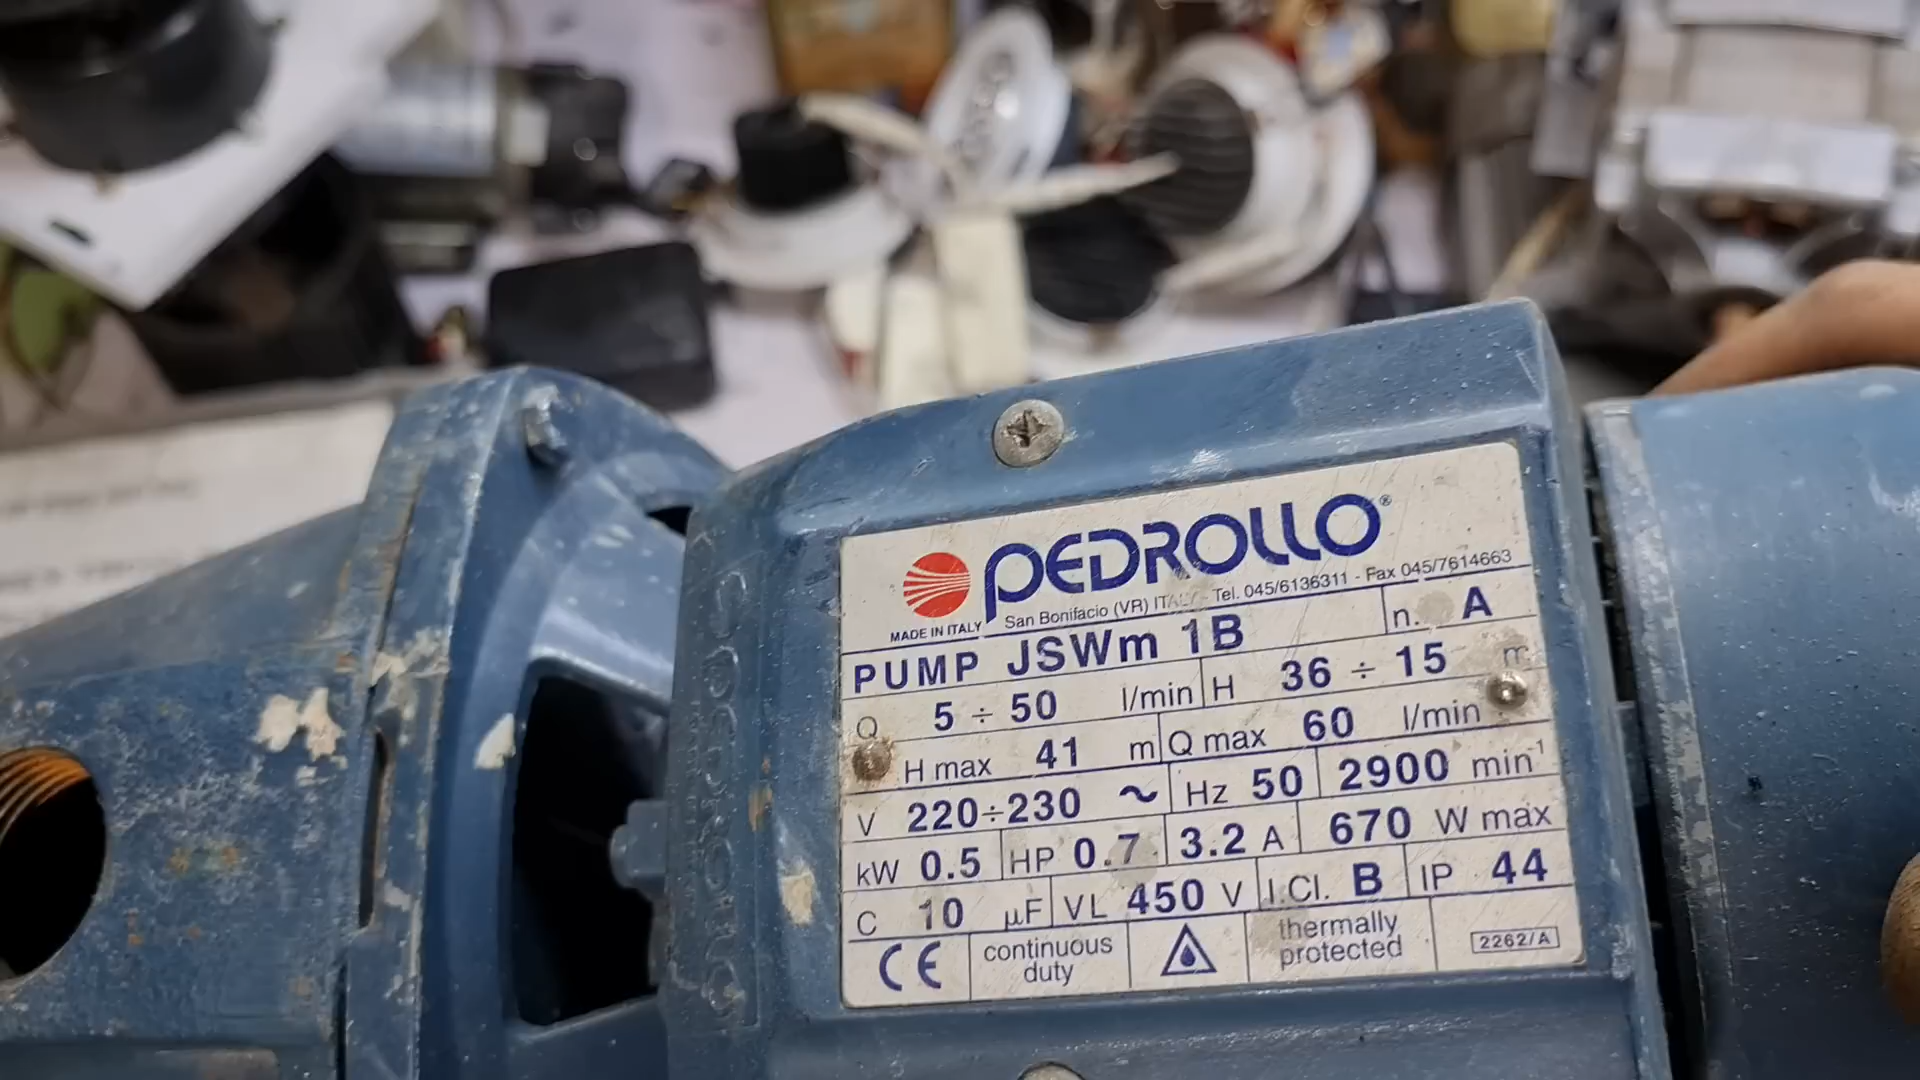 PEDROLLO®
MADE IN ITALY San Bonifacio (VR) ITALY - Tel. 045/6136311 - Fax 045/7614663
PUMP JSWm 1B n. A
Q 5 ÷ 50 l/min H 36 ÷ 15 m
H max 41 m Q max 60 l/min
V 220÷230 ~ Hz 50 2900 min-1
kW 0.5 HP 0.7 3.2 A 670 W max
C 10 µF VL 450 V I.Cl. B IP 44
CE continuous duty thermally protected 2262/A